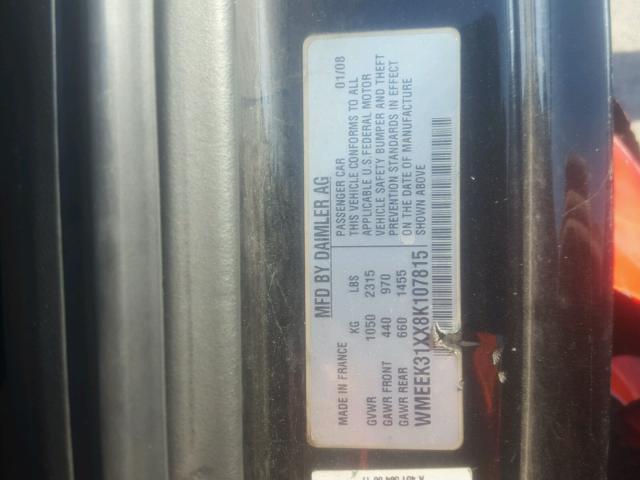 MFD BY DAIMLER AG
MADE IN FRANCE KG LBS
GVWR 1050 2315
GAWR FRONT 440 970
GAWR REAR 660 1455
PASSENGER CAR 01/08
THIS VEHICLE CONFORMS TO ALL
APPLICABLE U.S.FEDERAL MOTOR
VEHICLE SAFETY BUMPER AND THEFT
PREVENTION STANDARDS IN EFFECT
ON THE DATE OF MANUFACTURE
SHOWN ABOVE
WMEEK31XX8K107815